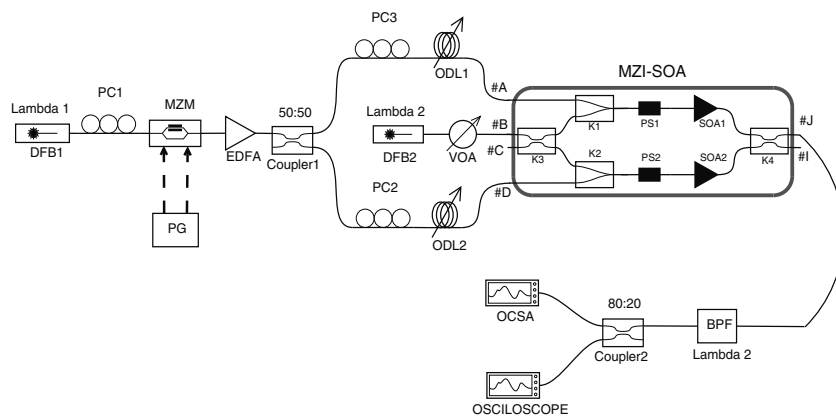 PC3
ODL1
PC1
Lambda 1
DFB1
MZM
EDFA
50:50
Coupler1
Lambda 2
DFB2
VOA
PC2
ODL2
PG
#A
#B
#C
#D
MZI-SOA
K1
PS1
SOA1
K3
K2
PS2
SOA2
K4
#J
#I
OCSA
80:20
Coupler2
BPF
Lambda 2
OSCILOSCOPE